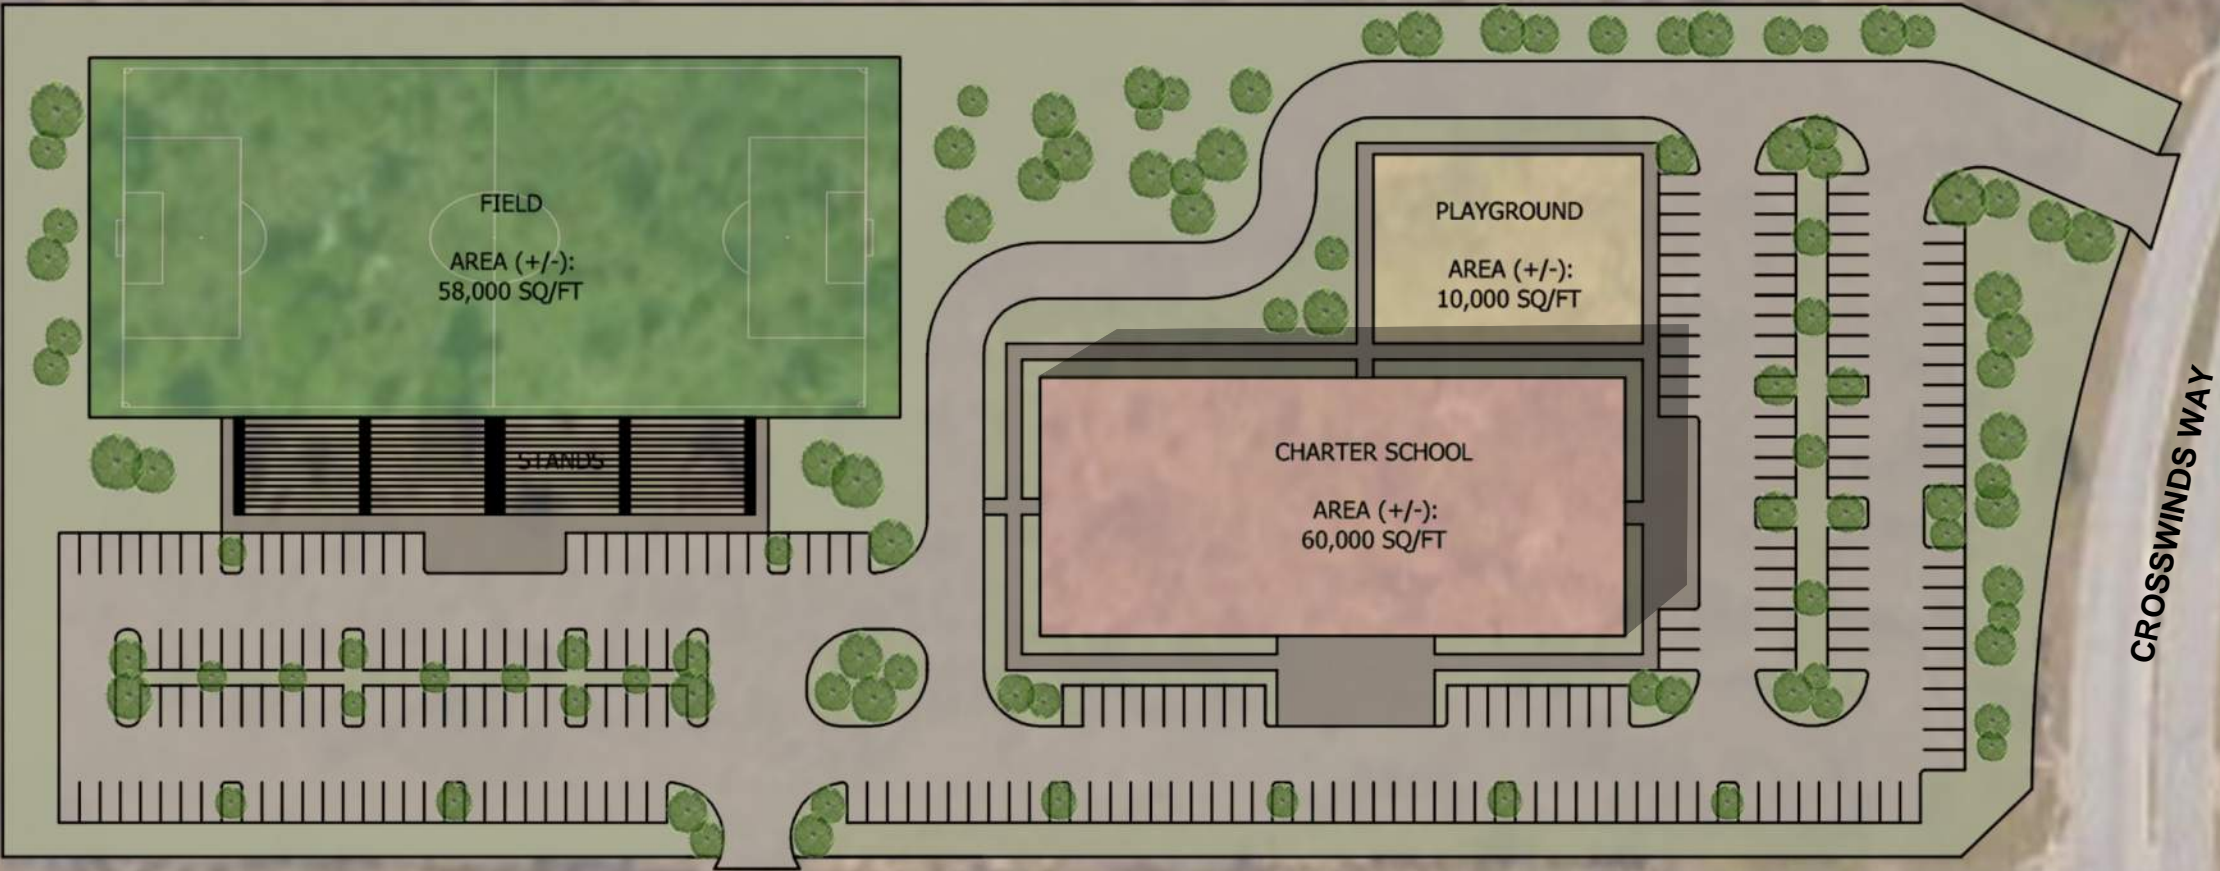 FIELD
AREA (+/-):
58,000 SQ/FT
PLAYGROUND
AREA (+/-):
10,000 SQ/FT
STANDS
CHARTER SCHOOL
AREA (+/-):
60,000 SQ/FT
CROSSWINDS WAY